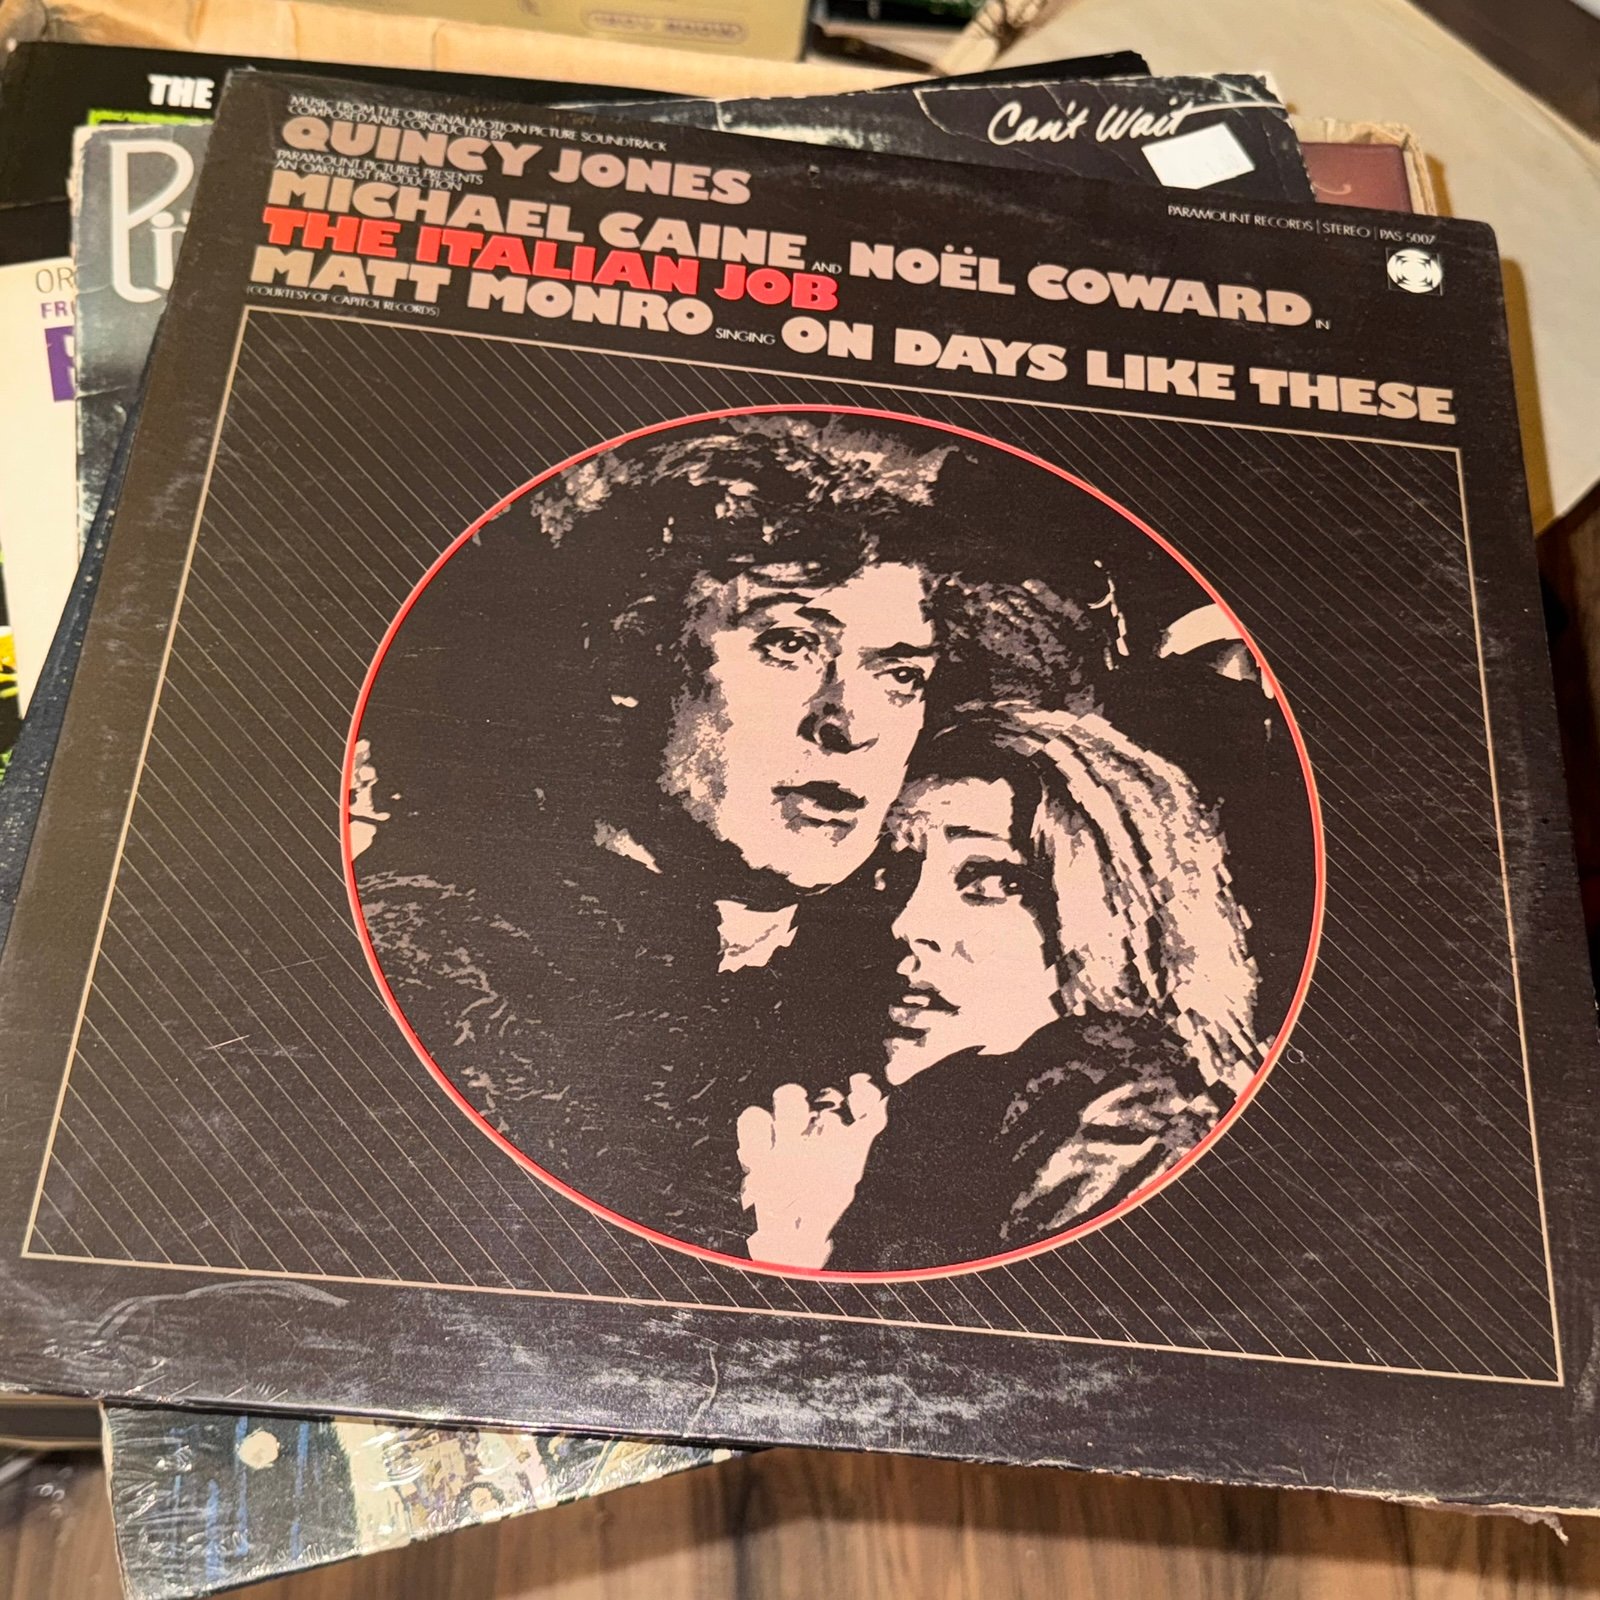 THE
Can't Wait
MUSIC FROM THE ORIGINAL MOTION PICTURE SOUNDTRACK
COMPOSED AND CONDUCTED BY
QUINCY JONES
PARAMOUNT PICTURES PRESENTS
AN OAKHURST PRODUCTION
MICHAEL CAINE AND NOËL COWARD IN
THE ITALIAN JOB
MATT MONRO SINGING ON DAYS LIKE THESE
(COURTESY OF CAPITOL RECORDS)
PARAMOUNT RECORDS | STEREO | PAS-5007
OR
FR